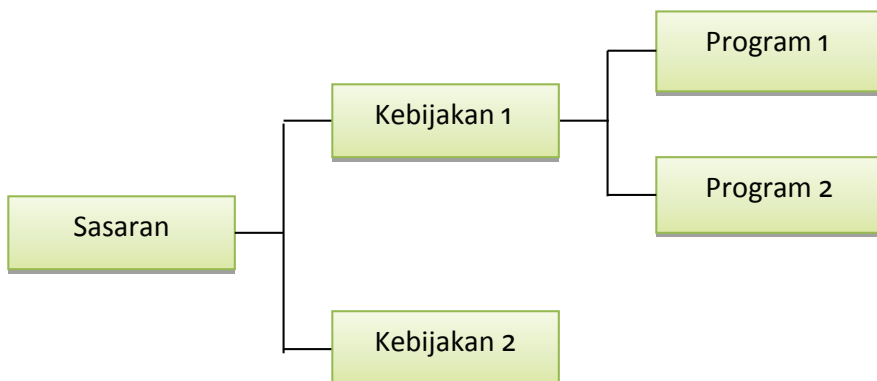 Program 1
Kebijakan 1
Program 2
Sasaran
Kebijakan 2